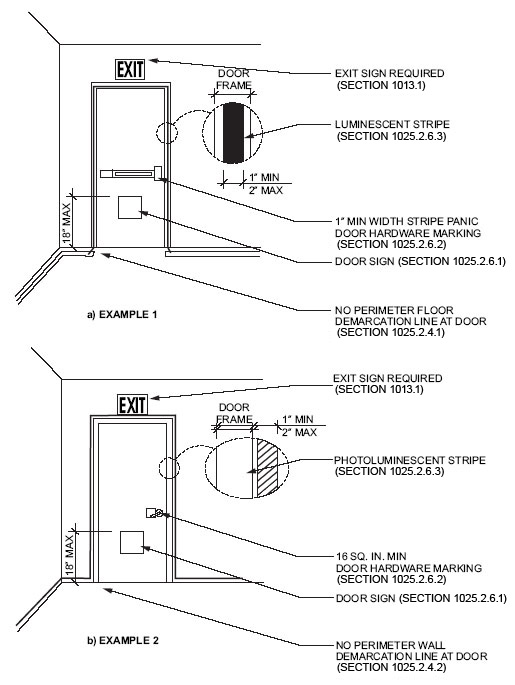 EXIT
DOOR
FRAME
EXIT SIGN REQUIRED
(SECTION 1013.1)
LUMINESCENT STRIPE
(SECTION 1025.2.6.3)
1" MIN
2" MAX
18" MAX
1" MIN WIDTH STRIPE PANIC
DOOR HARDWARE MARKING
(SECTION 1025.2.6.2)
DOOR SIGN (SECTION 1025.2.6.1)
a) EXAMPLE 1
NO PERIMETER FLOOR
DEMARCATION LINE AT DOOR
(SECTION 1025.2.4.1)
EXIT SIGN REQUIRED
(SECTION 1013.1)
EXIT
DOOR
FRAME
1" MIN
2" MAX
PHOTOLUMINESCENT STRIPE
(SECTION 1025.2.6.3)
18" MAX
16 SQ. IN. MIN
DOOR HARDWARE MARKING
(SECTION 1025.2.6.2)
DOOR SIGN (SECTION 1025.2.6.1)
b) EXAMPLE 2
NO PERIMETER WALL
DEMARCATION LINE AT DOOR
(SECTION 1025.2.4.2)